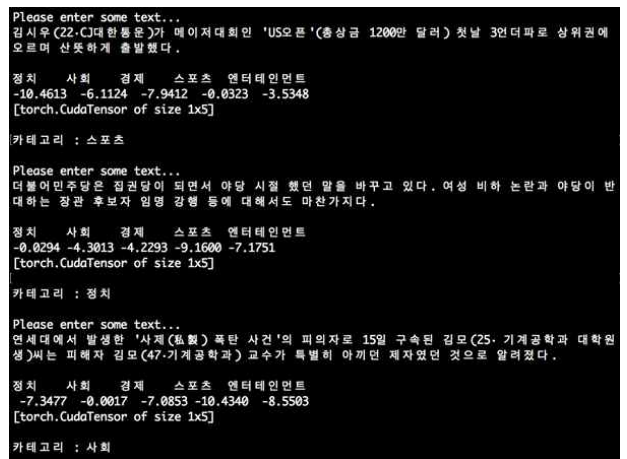 Please enter some text...
김시우(22·CJ대한통운)가 메이저대회인 'US오픈'(총상금 1200만 달러) 첫날 3언더파로 상위권에
오르며 산뜻하게 출발했다.
정치 사회 경제 스포츠 엔터테인먼트
-10.4613 -6.1124 -7.9412 -0.0323 -3.5348
[torch.CudaTensor of size 1x5]
[카테고리 : 스포츠
Please enter some text...
더불어민주당은 집권당이 되면서 야당 시절 했던 말을 바꾸고 있다. 여성 비하 논란과 야당이 반
대하는 장관 후보자 임명 강행 등에 대해서도 마찬가지다.
정치 사회 경제 스포츠 엔터테인먼트
-0.0294 -4.3013 -4.2293 -9.1600 -7.1751
[torch.CudaTensor of size 1x5]
[
카테고리 : 정치
Please enter some text...
연세대에서 발생한 '사제(私製) 폭탄 사건'의 피의자로 15일 구속된 김모(25· 기계공학과 대학원
생)씨는 피해자 김모(47·기계공학과) 교수가 특별히 아끼던 제자였던 것으로 알려졌다.
정치 사회 경제 스포츠 엔터테인먼트
-7.3477 -0.0017 -7.0853 -10.4340 -8.5503
[torch.CudaTensor of size 1x5]
카테고리 : 사회